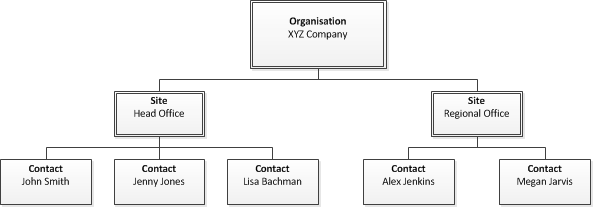 Organisation
XYZ Company
Site
Head Office
Site
Regional Office
Contact
John Smith
Contact
Jenny Jones
Contact
Lisa Bachman
Contact
Alex Jenkins
Contact
Megan Jarvis